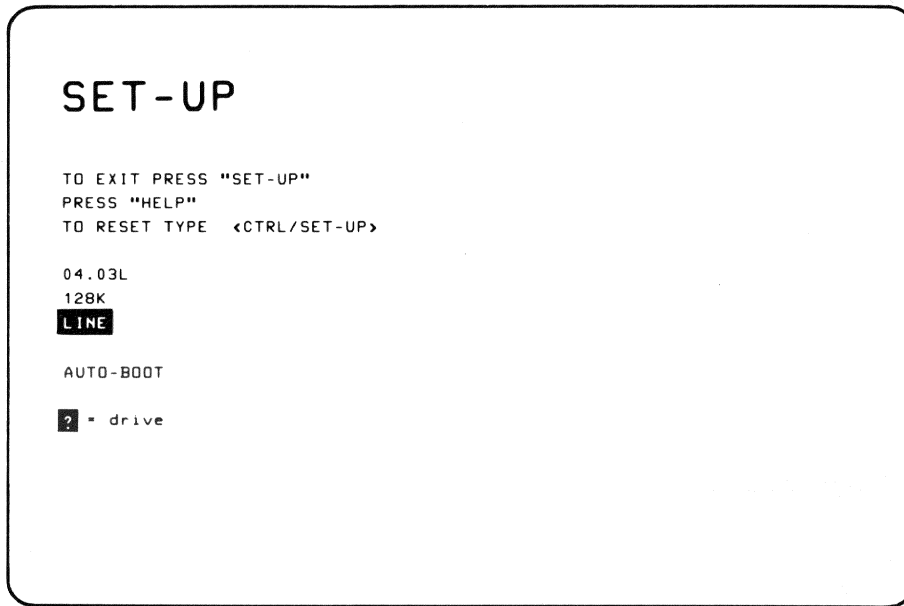 SET-UP
TO EXIT PRESS "SET-UP"
PRESS "HELP"
TO RESET TYPE <CTRL/SET-UP>
04.03L
128K
LINE
AUTO-BOOT
? = drive